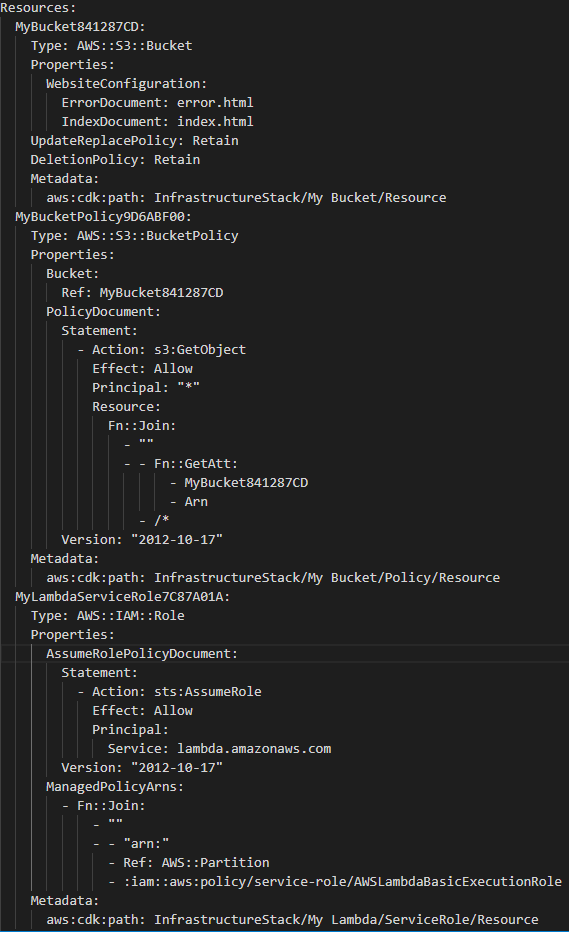 Resources:
  MyBucket841287CD:
    Type: AWS::S3::Bucket
    Properties:
      WebsiteConfiguration:
        ErrorDocument: error.html
        IndexDocument: index.html
    UpdateReplacePolicy: Retain
    DeletionPolicy: Retain
    Metadata:
      aws:cdk:path: InfrastructureStack/My Bucket/Resource
  MyBucketPolicy9D6ABF00:
    Type: AWS::S3::BucketPolicy
    Properties:
      Bucket:
        Ref: MyBucket841287CD
      PolicyDocument:
        Statement:
          - Action: s3:GetObject
            Effect: Allow
            Principal: "*"
            Resource:
              Fn::Join:
                - ""
                - - Fn::GetAtt:
                      - MyBucket841287CD
                      - Arn
                  - /*
        Version: "2012-10-17"
    Metadata:
      aws:cdk:path: InfrastructureStack/My Bucket/Policy/Resource
  MyLambdaServiceRole7C87A01A:
    Type: AWS::IAM::Role
    Properties:
      AssumeRolePolicyDocument:
        Statement:
          - Action: sts:AssumeRole
            Effect: Allow
            Principal:
              Service: lambda.amazonaws.com
        Version: "2012-10-17"
      ManagedPolicyArns:
        - Fn::Join:
            - ""
            - - "arn:"
              - Ref: AWS::Partition
              - :iam::aws:policy/service-role/AWSLambdaBasicExecutionRole
    Metadata:
      aws:cdk:path: InfrastructureStack/My Lambda/ServiceRole/Resource